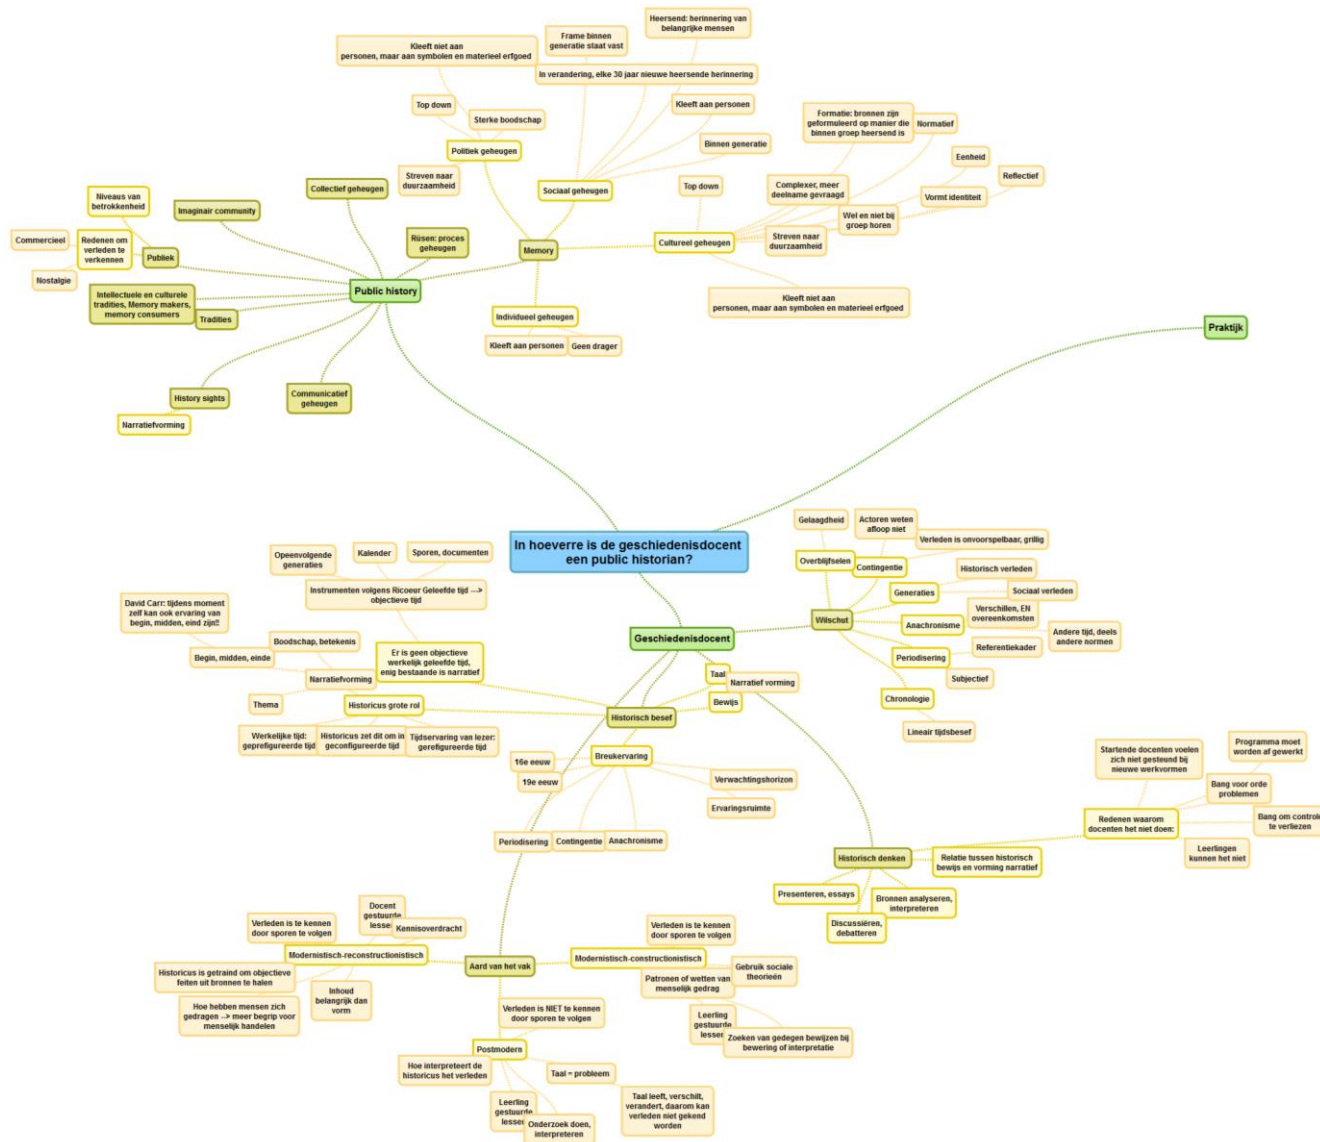 Heersend: herinnering van
belangrijke mensen
Frame binnen
generatie staat vast
Kleeft niet aan
personen, maar aan symbolen en materieel erfgoed
In verandering, elke 30 jaar nieuwe heersende herinnering
Top down
Sterke boodschap
Kleeft aan personen
Politiek geheugen
Binnen generatie
Streven naar
duurzaamheid
Sociaal geheugen
Formatie: bronnen zijn
geformuleerd op manier die
binnen groep heersend is
Normatief
Eenheid
Reflectief
Top down
Complexer, meer
deelname gevraagd
Vormt identiteit
Wel en niet bij
groep horen
Streven naar
duurzaamheid
Cultureel geheugen
Kleeft niet aan
personen, maar aan symbolen en materieel erfgoed
Memory
Individueel geheugen
Kleeft aan personen
Geen drager
Collectief geheugen
Niveaus van
betrokkenheid
Imaginair community
Rüsen: proces
geheugen
Commercieel
Redenen om
verleden te
verkennen
Publiek
Nostalgie
Public history
Intellectuele en culturele
tradities, Memory makers,
memory consumers
Tradities
History sights
Communicatief
geheugen
Narratiefvorming
Praktijk
In hoeverre is de geschiedenisdocent
een public historian?
Gelaagdheid
Actoren weten
afloop niet
Verleden is onvoorspelbaar, grillig
Overblijfselen
Contingentie
Historisch verleden
Generaties
Sociaal verleden
Verschillen, EN
overeenkomsten
Wilschut
Anachronisme
Andere tijd, deels
andere normen
Referentiekader
Periodisering
Subjectief
Chronologie
Lineair tijdsbesef
Geschiedenisdocent
Opeenvolgende
generaties
Kalender
Sporen, documenten
Instrumenten volgens Ricoeur Geleefde tijd --->
objectieve tijd
David Carr: tijdens moment
zelf kan ook ervaring van
begin, midden, eind zijn!!
Boodschap, betekenis
Er is geen objectieve
werkelijk geleefde tijd,
enig bestaande is narratief
Begin, midden, einde
Narratiefvorming
Taal
Narratief vorming
Bewijs
Thema
Historicus grote rol
Historisch besef
Werkelijke tijd:
geprefigureerde tijd
Historicus zet dit om in
geconfigureerde tijd
Tijdservaring van lezer:
gerefigureerde tijd
Breukervaring
16e eeuw
19e eeuw
Verwachtingshorizon
Ervaringsruimte
Periodisering
Contingentie
Anachronisme
Programma moet
worden af gewerkt
Startende docenten voelen
zich niet gesteund bij
nieuwe werkvormen
Bang voor orde
problemen
Redenen waarom
docenten het niet doen:
Bang om controle
te verliezen
Leerlingen
kunnen het niet
Historisch denken
Relatie tussen historisch
bewijs en vorming narratief
Presenteren, essays
Bronnen analyseren,
interpreteren
Discussiëren,
debatteren
Docent
gestuurde
lessen
Verleden is te kennen
door sporen te volgen
Kennisoverdracht
Modernistisch-reconstructionistisch
Aard van het vak
Historicus is getraind om objectieve
feiten uit bronnen te halen
Inhoud
belangrijk dan
vorm
Hoe hebben mensen zich
gedragen --> meer begrip voor
menselijk handelen
Verleden is te kennen
door sporen te volgen
Modernistisch-constructionistisch
Gebruik sociale
theorieën
Patronen of wetten van
menselijk gedrag
Leerling
gestuurde
lessen
Zoeken van gedegen bewijzen bij
bewering of interpretatie
Verleden is NIET te kennen
door sporen te volgen
Postmodern
Hoe interpreteert de
historicus het verleden
Taal = probleem
Leerling
gestuurde
lessen
Onderzoek doen,
interpreteren
Taal leeft, verschilt,
verandert, daarom kan
verleden niet gekend
worden